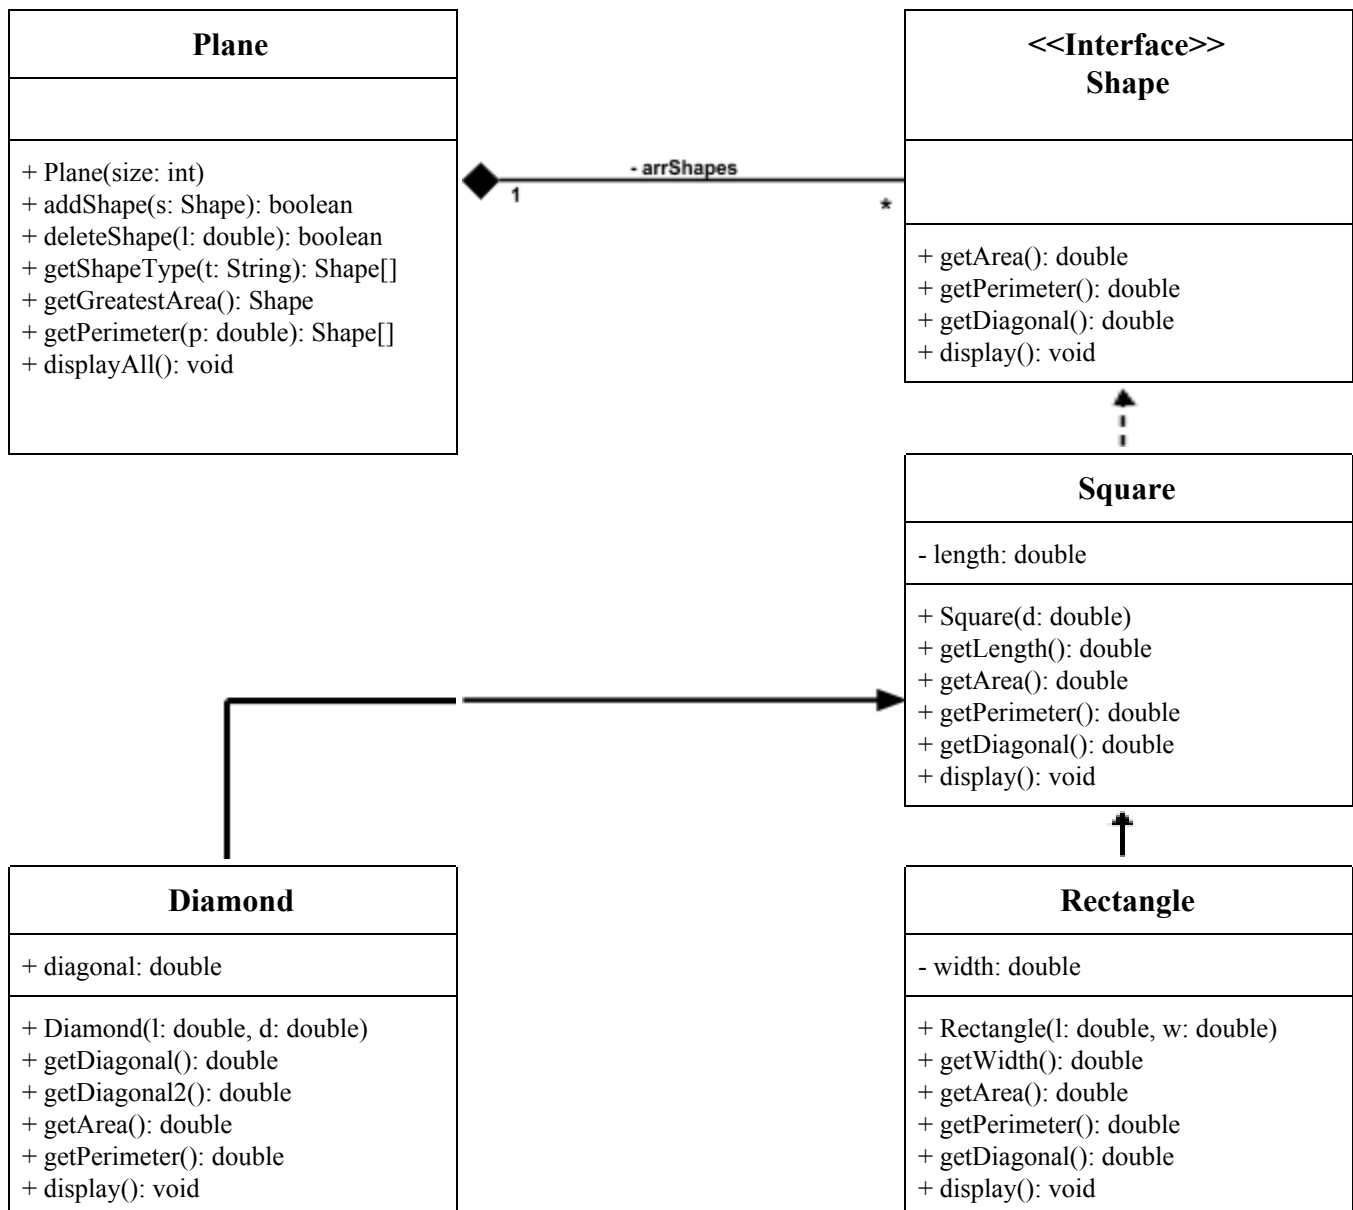 Plane
+ Plane(size: int)
+ addShape(s: Shape): boolean
+ deleteShape(l: double): boolean
+ getShapeType(t: String): Shape[]
+ getGreatestArea(): Shape
+ getPerimeter(p: double): Shape[]
+ displayAll(): void
- arrShapes
1
*
<<Interface>>
Shape
+ getArea(): double
+ getPerimeter(): double
+ getDiagonal(): double
+ display(): void
Square
- length: double
+ Square(d: double)
+ getLength(): double
+ getArea(): double
+ getPerimeter(): double
+ getDiagonal(): double
+ display(): void
Diamond
+ diagonal: double
+ Diamond(l: double, d: double)
+ getDiagonal(): double
+ getDiagonal2(): double
+ getArea(): double
+ getPerimeter(): double
+ display(): void
Rectangle
- width: double
+ Rectangle(l: double, w: double)
+ getWidth(): double
+ getArea(): double
+ getPerimeter(): double
+ getDiagonal(): double
+ display(): void